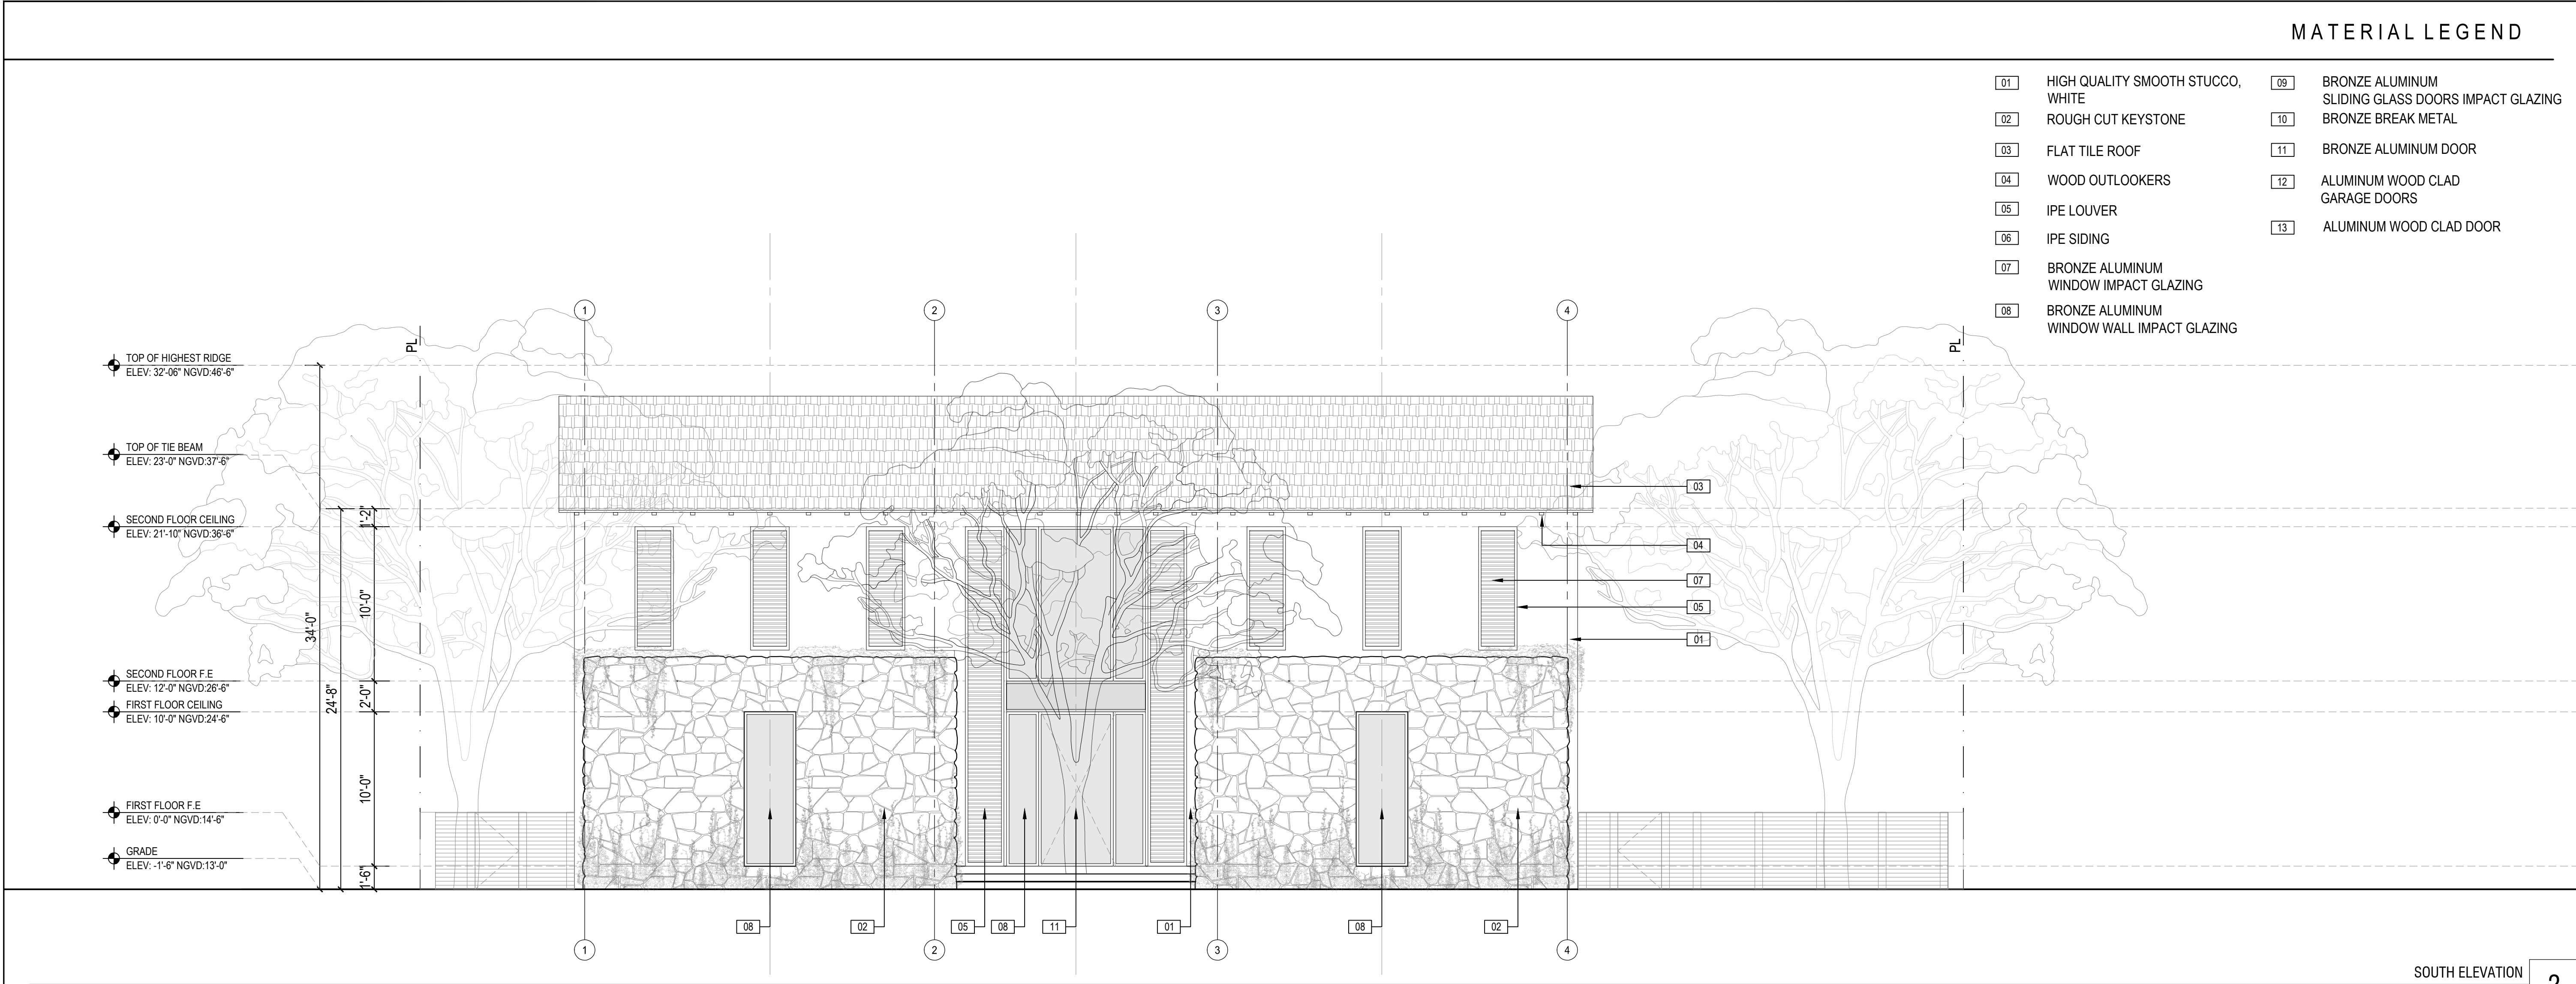 MATERIAL LEGEND
01 HIGH QUALITY SMOOTH STUCCO,
WHITE
02 ROUGH CUT KEYSTONE
03 FLAT TILE ROOF
04 WOOD OUTLOOKERS
05 IPE LOUVER
06 IPE SIDING
07 BRONZE ALUMINUM
WINDOW IMPACT GLAZING
08 BRONZE ALUMINUM
WINDOW WALL IMPACT GLAZING
09 BRONZE ALUMINUM
SLIDING GLASS DOORS IMPACT GLAZING
10 BRONZE BREAK METAL
11 BRONZE ALUMINUM DOOR
12 ALUMINUM WOOD CLAD
GARAGE DOORS
13 ALUMINUM WOOD CLAD DOOR
1
2
3
4
PL
PL
TOP OF HIGHEST RIDGE
ELEV: 32'-06" NGVD:46'-6"
TOP OF TIE BEAM
ELEV: 23'-0" NGVD:37'-6"
SECOND FLOOR CEILING
ELEV: 21'-10" NGVD:36'-6"
SECOND FLOOR F.E
ELEV: 12'-0" NGVD:26'-6"
FIRST FLOOR CEILING
ELEV: 10'-0" NGVD:24'-6"
FIRST FLOOR F.E
ELEV: 0'-0" NGVD:14'-6"
GRADE
ELEV: -1'-6" NGVD:13'-0"
34'-0"
24'-8"
1'-2"
10'-0"
2'-0"
10'-0"
1'-6"
03
04
07
05
01
08
02
05
08
11
01
08
02
1
2
3
4
SOUTH ELEVATION